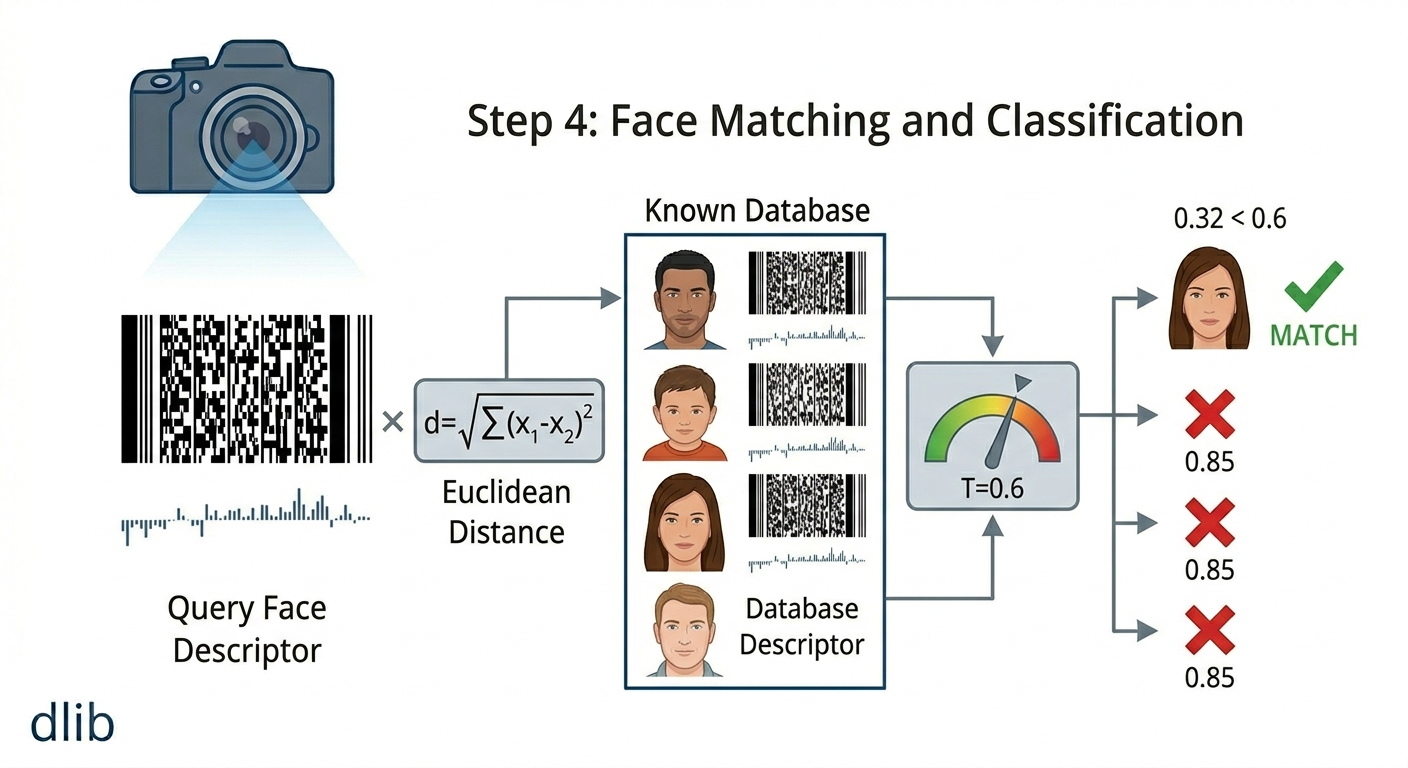 Step 4: Face Matching and Classification
Known Database
0.32 < 0.6
MATCH
×
d=√∑(x₁-x₂)²
Euclidean
Distance
T=0.6
0.85
0.85
0.85
Query Face
Descriptor
Database
Descriptor
dlib